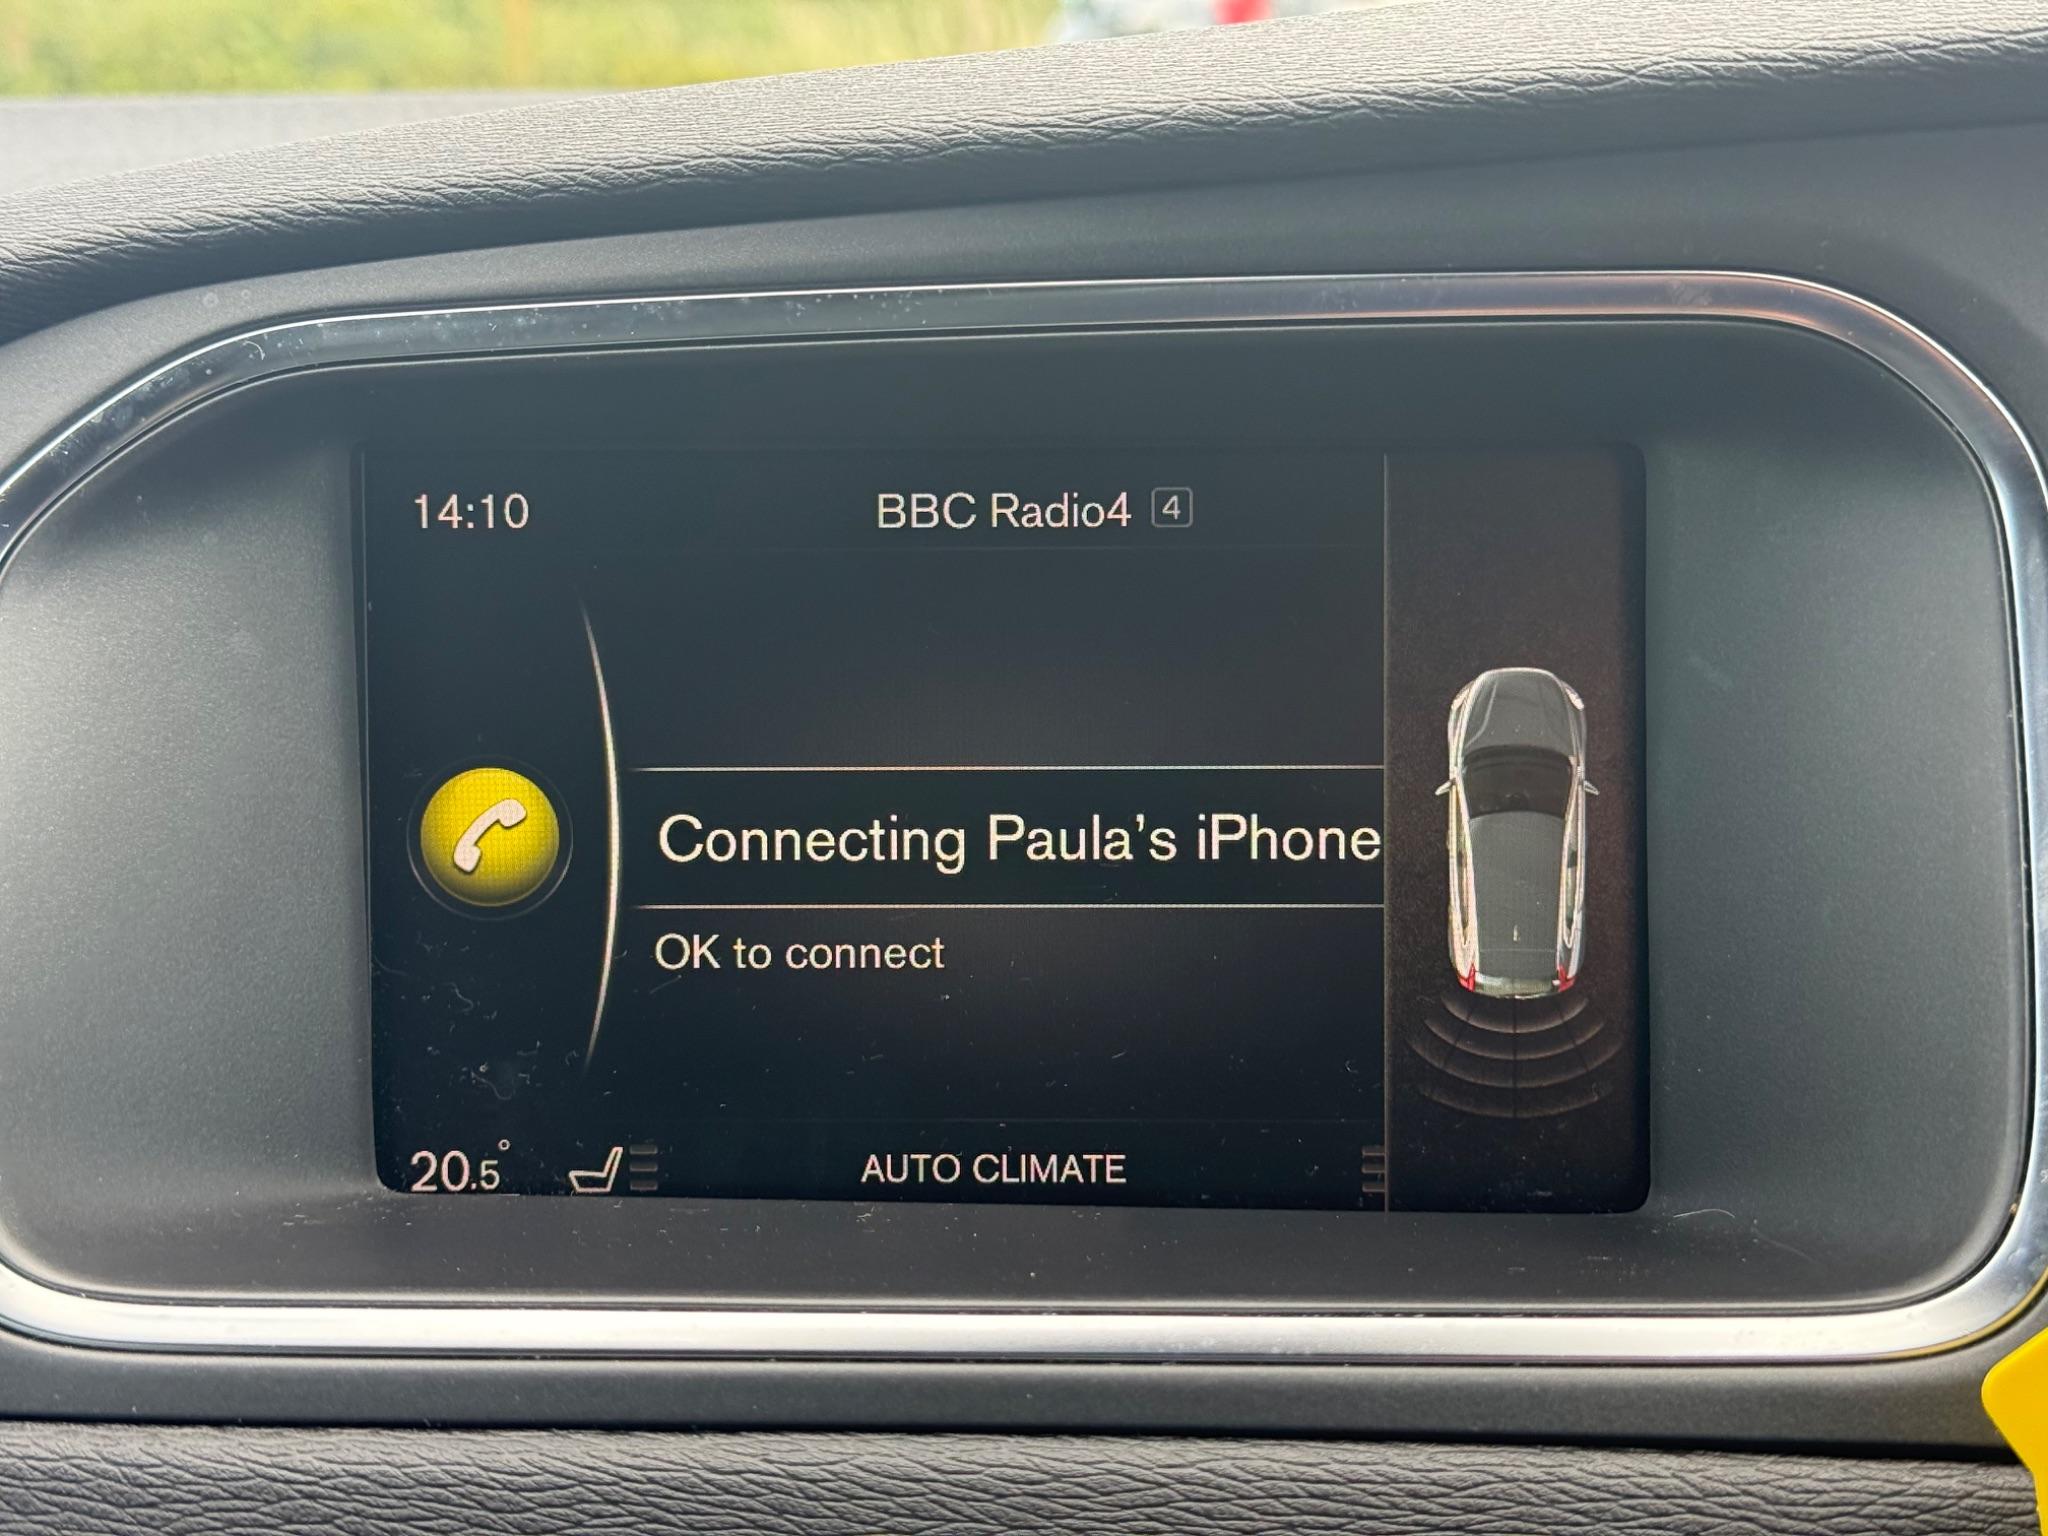 14:10
BBC Radio4 4
Connecting Paula's iPhone
OK to connect
20.5°
AUTO CLIMATE